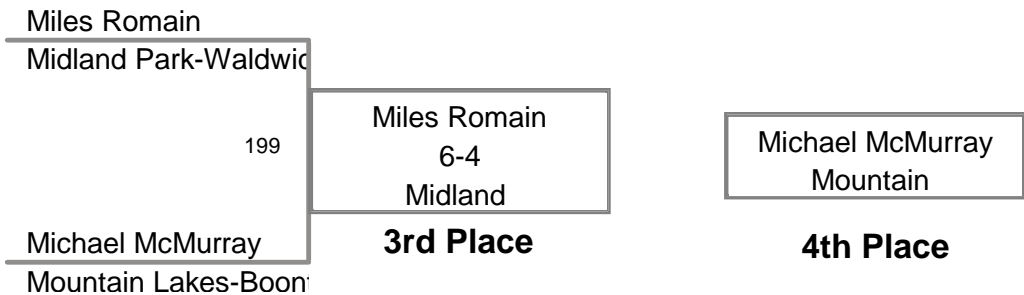 Miles Romain
Midland Park-Waldwic
199
Michael McMurray
Mountain Lakes-Boon
Miles Romain
6-4
Midland
3rd Place
Michael McMurray
Mountain
4th Place